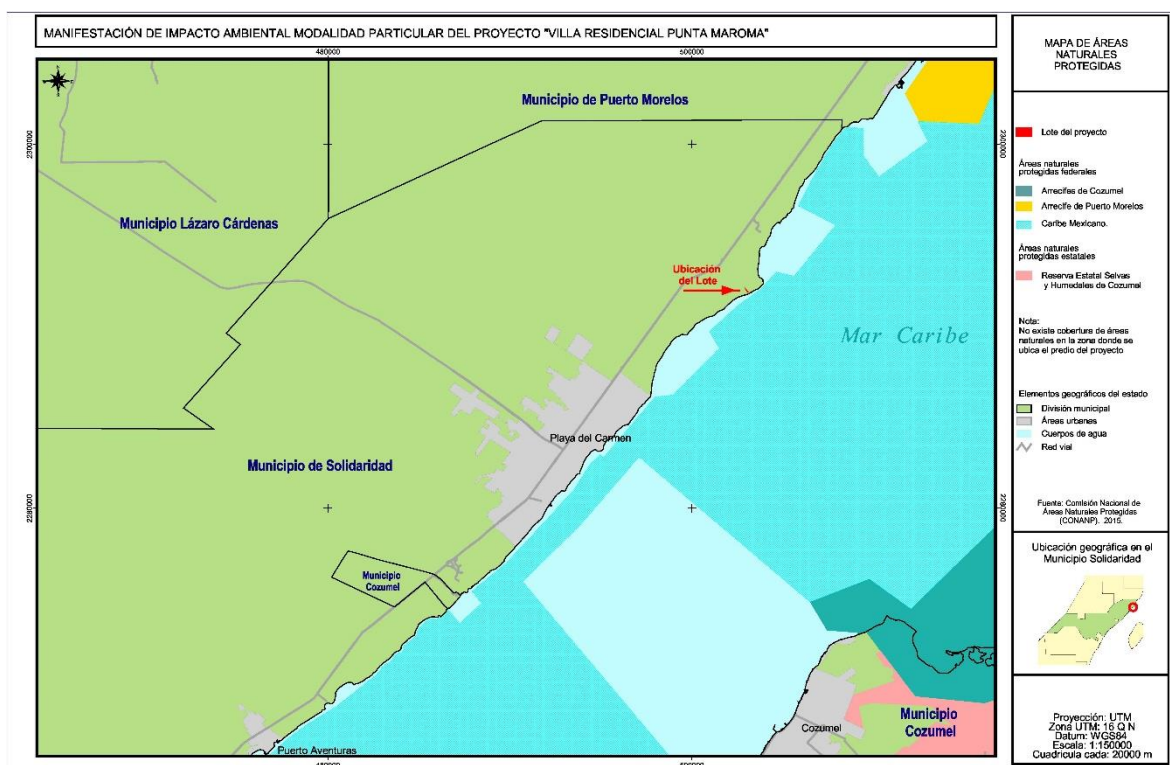 MANIFESTACIÓN DE IMPACTO AMBIENTAL MODALIDAD PARTICULAR DEL PROYECTO "VILLA RESIDENCIAL PUNTA MAROMA"
480000
500000
Municipio de Puerto Morelos
2300000
2300000
Municipio Lázaro Cárdenas
Ubicación
del Lote
Mar Caribe
Playa del Carmen
Municipio de Solidaridad
2280000
2280000
Municipio
Cozumel
Municipio
Cozumel
Cozumel
Puerto Aventuras
480000
500000
MAPA DE ÁREAS
NATURALES
PROTEGIDAS
Lote del proyecto
Áreas naturales
protegidas federales
Arrecifes de Cozumel
Arrecife de Puerto Morelos
Caribe Mexicano.
Áreas naturales
protegidas estatales
Reserva Estatal Selvas
y Humedales de Cozumel
Nota:
No existe cobertura de áreas
naturales en la zona donde se
ubica el predio del proyecto
Elementos geográficos del estado
División municipal
Áreas urbanas
Cuerpos de agua
Red vial
Fuente: Comisión Nacional de
Áreas Naturales Protegidas
(CONANP). 2015.
Ubicación geográfica en el
Municipio Solidaridad
Proyección: UTM
Zona UTM: 16 Q N
Datum: WGS84
Escala: 1:150000
Cuadrícula cada: 20000 m